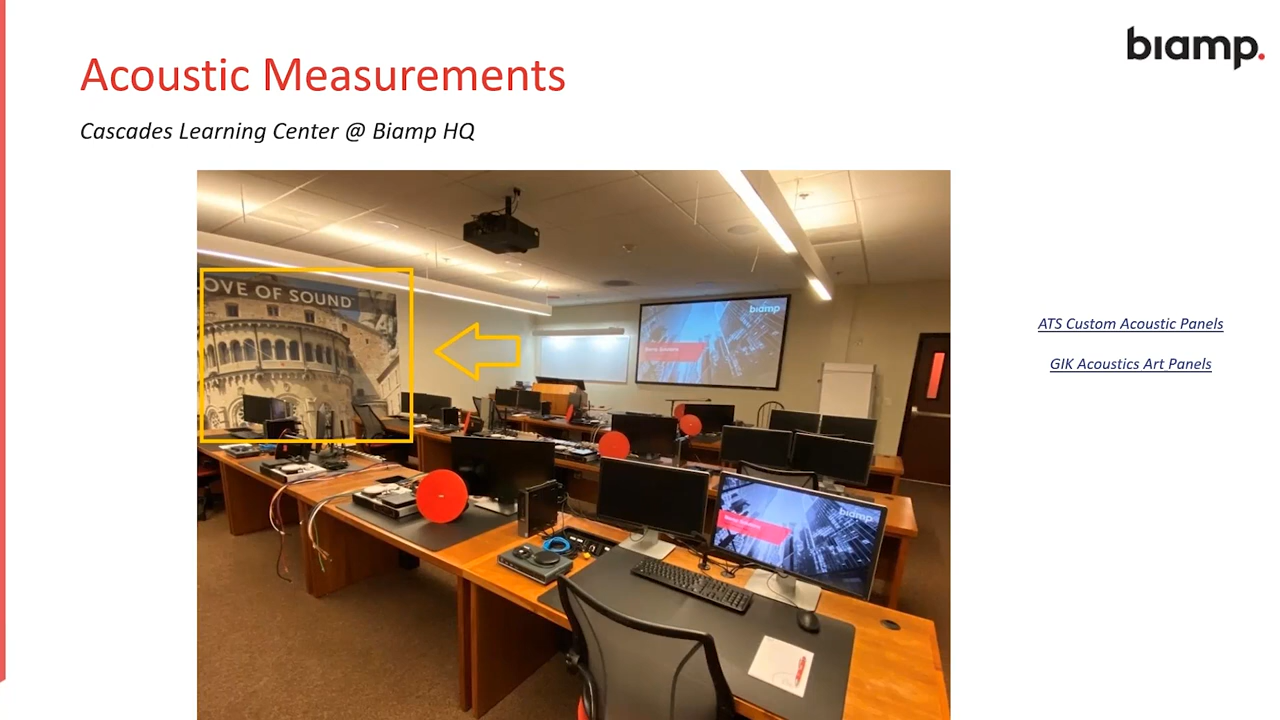 biamp.
Acoustic Measurements
Cascades Learning Center @ Biamp HQ
OVE OF SOUND
biamp
biamp
ATS Custom Acoustic Panels
GIK Acoustics Art Panels